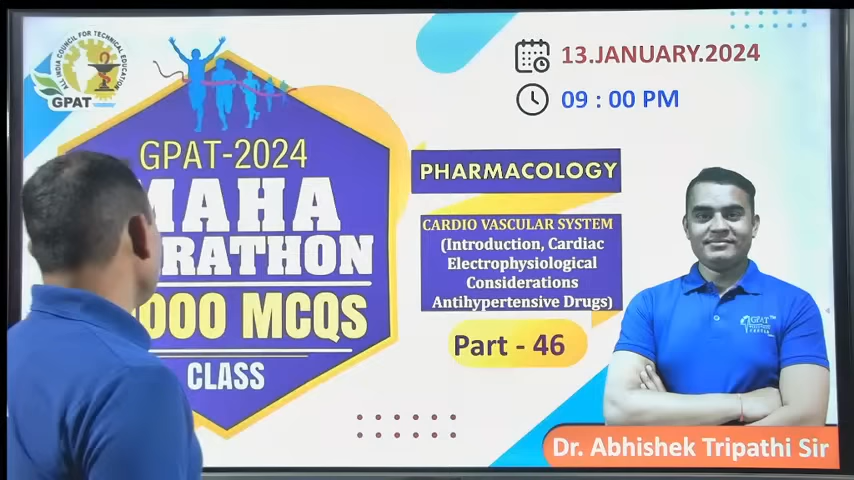 ALL INDIA COUNCIL FOR TECHNICAL EDUCATION
GPAT
13.JANUARY.2024
09 : 00 PM
GPAT-2024
MAHA
RATHON
000 MCQS
CLASS
PHARMACOLOGY
CARDIO VASCULAR SYSTEM
(Introduction, Cardiac
Electrophysiological
Considerations
Antihypertensive Drugs)
Part - 46
GPAT
Dr. Abhishek Tripathi Sir